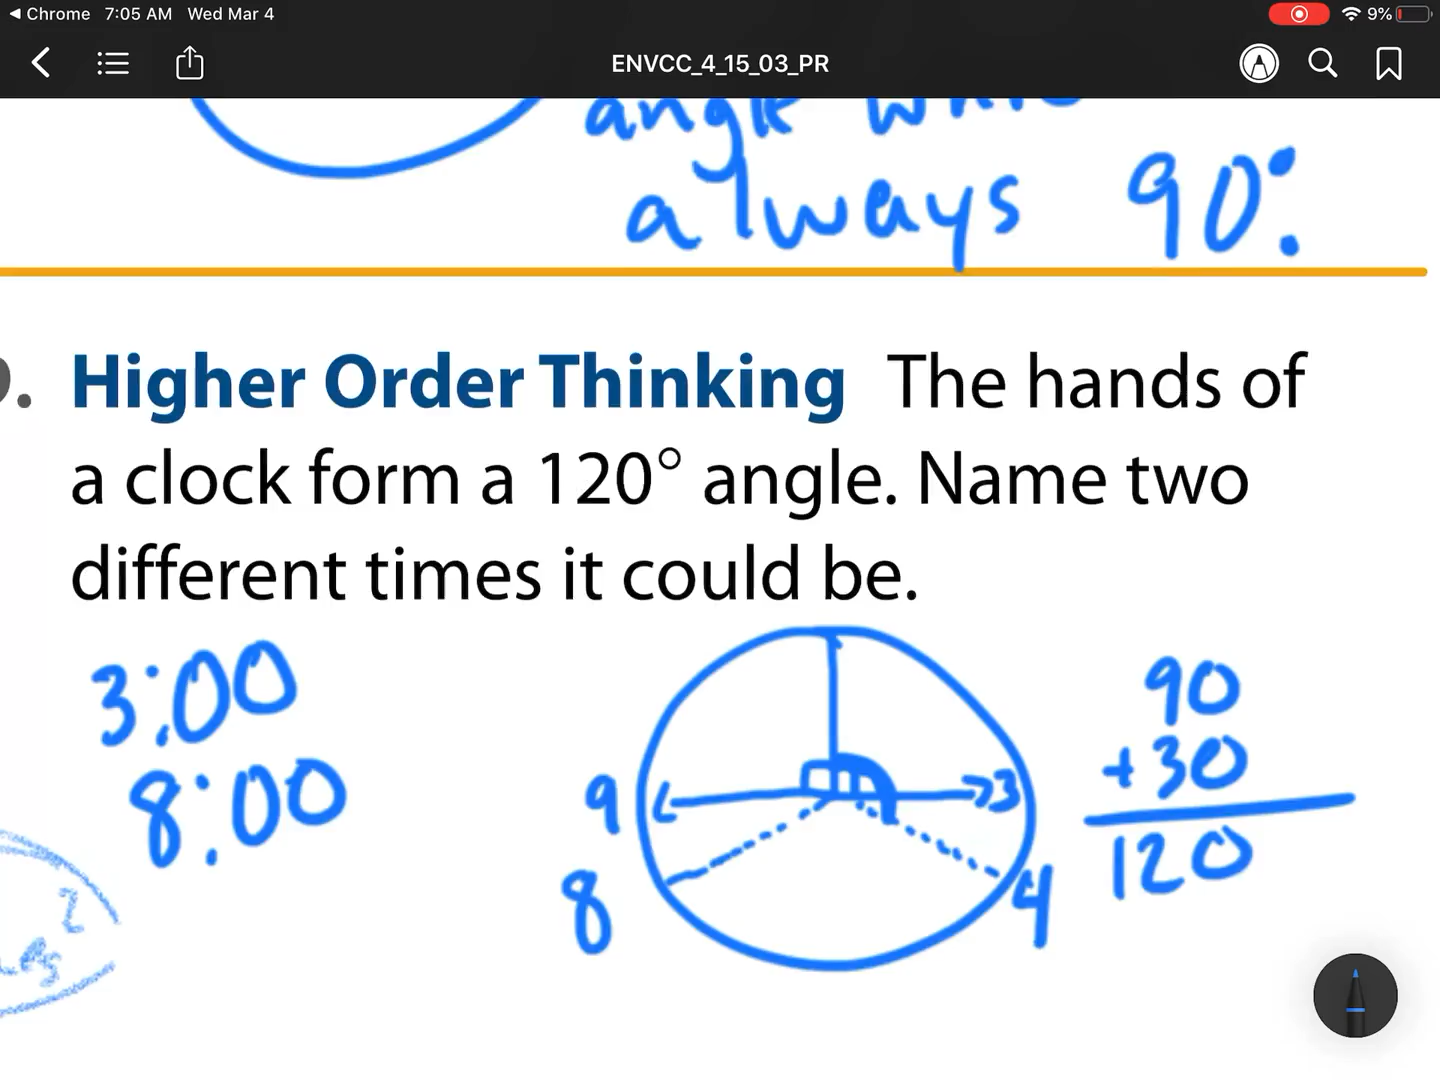 Chrome 7:05 AM Wed Mar 4
9%
ENVCC_4_15_03_PR
angle
always 90°.
Higher Order Thinking The hands of
a clock form a 120° angle. Name two
different times it could be.
3:00
8:00
9
3
8
4
90
+30
120